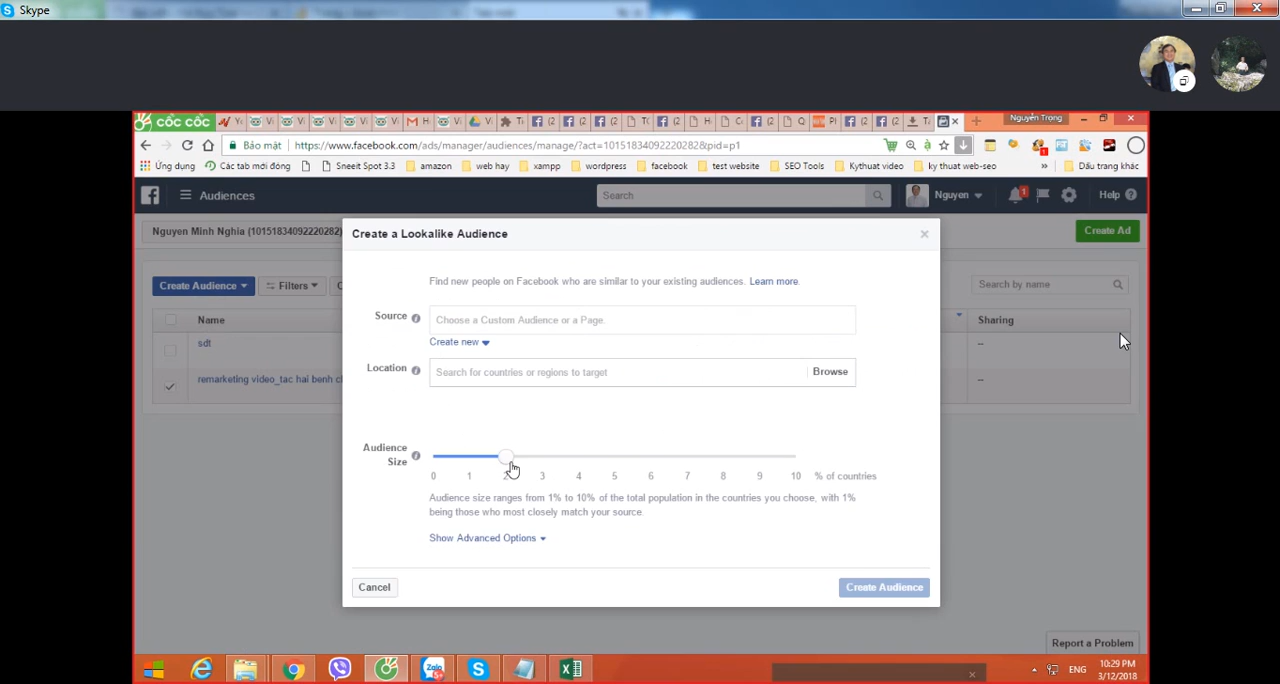 Skype
CỐC CỐC
Nguyễn Trọng
Bảo mật
https://www.facebook.com/ads/manager/audiences/manage/?act=10151834092220282&pid=p1
Ứng dụng
Các tab mới đóng
Sneeit Spot 3.3
amazon
web hay
xampp
wordpress
facebook
test website
SEO Tools
Kythuat video
ky thuat web-seo
»
Dấu trang khác
Audiences
Search
Nguyen
1
Help
Nguyen Minh Nghia (10151834092220282)
Create Ad
Create a Lookalike Audience
Find new people on Facebook who are similar to your existing audiences. Learn more.
Create Audience
Filters
Search by name
Source
Choose a Custom Audience or a Page.
Create new
Name
Sharing
sdt
--
Location
Search for countries or regions to target
Browse
remarketing video_tac hai benh
--
Audience Size
0 1 2 3 4 5 6 7 8 9 10 % of countries
Audience size ranges from 1% to 10% of the total population in the countries you choose, with 1%
being those who most closely match your source.
Show Advanced Options
Cancel
Create Audience
Report a Problem
Zalo
5+
ENG
10:29 PM
3/12/2018